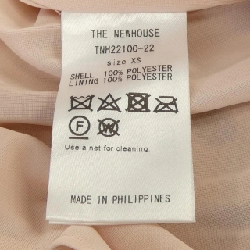 THE NEWHOUSE
TNH22100-22
size XS
SHELL 100% POLYESTER
LINING 100% POLYESTER
Use a net for cleaning.
MADE IN PHILIPPINES